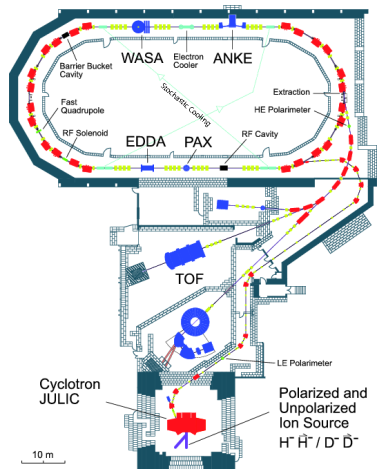 WASA
Electron
Cooler
ANKE
Barrier Bucket
Cavity
Stochastic Cooling
Extraction
HE Polarimeter
Fast
Quadrupole
RF Solenoid
EDDA
PAX
RF Cavity
TOF
LE Polarimeter
Cyclotron
JULIC
Polarized and
Unpolarized
Ion Source
H⁻ H⃗⁻ / D⁻ D⃗⁻
10 m